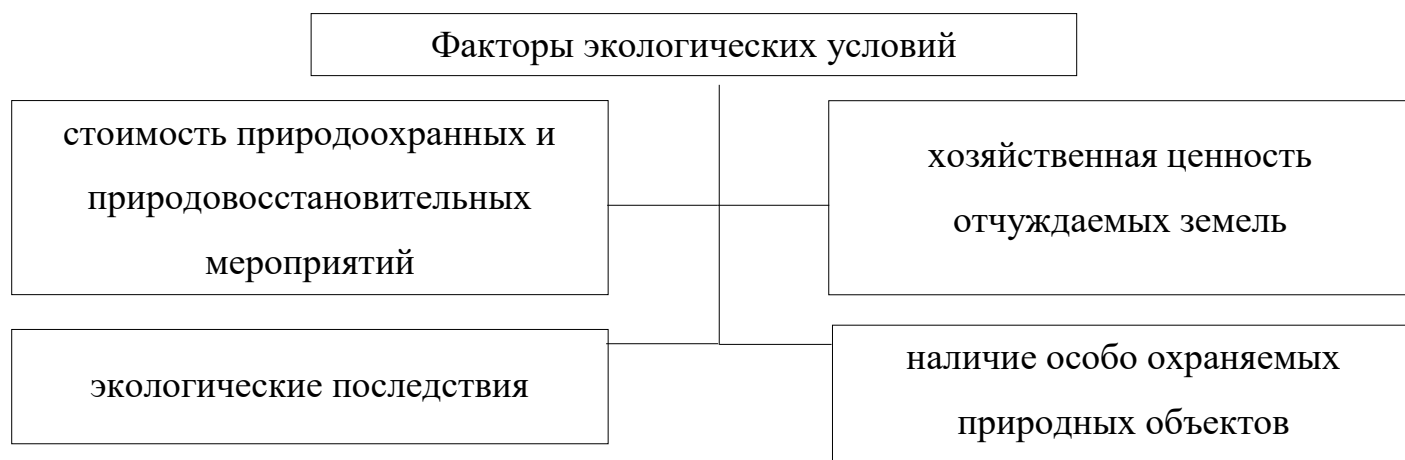 Факторы экологических условий
стоимость природоохранных и
природовосстановительных
мероприятий
хозяйственная ценность
отчуждаемых земель
экологические последствия
наличие особо охраняемых
природных объектов